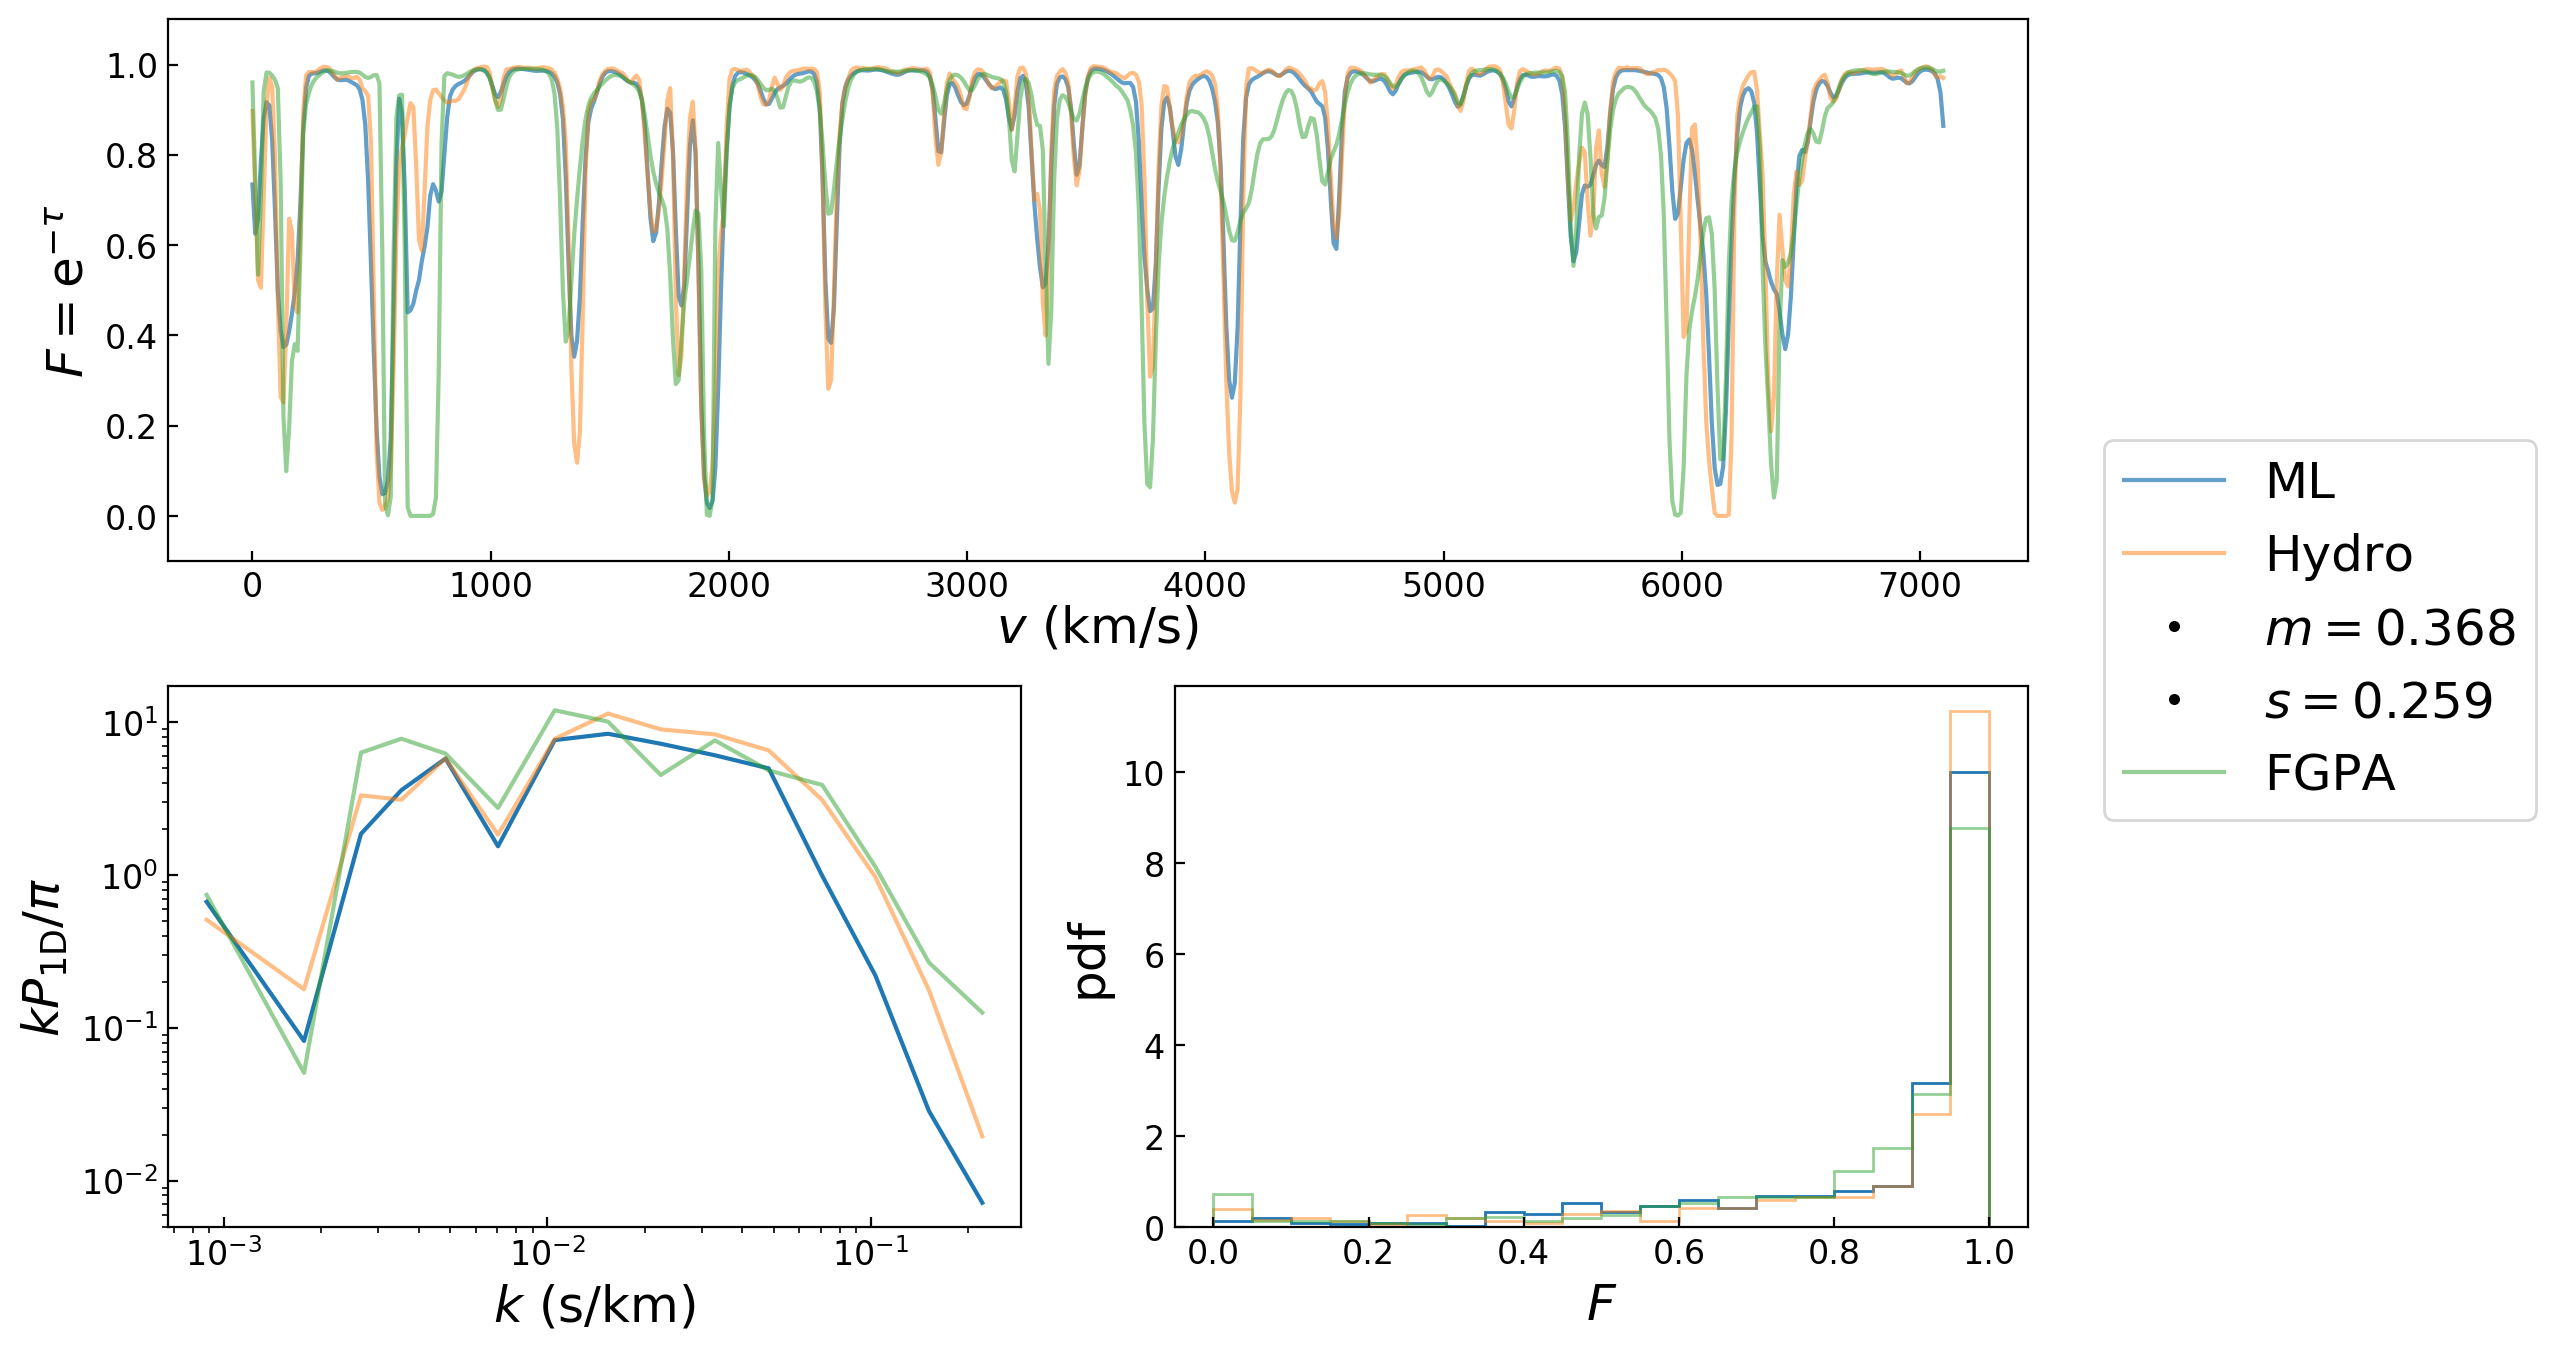 1.0
0.8
0.6
0.4
0.2
0.0
F = e^{−τ}
0 1000 2000 3000 4000 5000 6000 7000
v (km/s)
ML
Hydro
m = 0.368
s = 0.259
FGPA
10^1
10^0
10^{−1}
10^{−2}
kP_{1D}/π
10^{−3} 10^{−2} 10^{−1}
k (s/km)
10
8
6
4
2
0
pdf
0.0 0.2 0.4 0.6 0.8 1.0
F